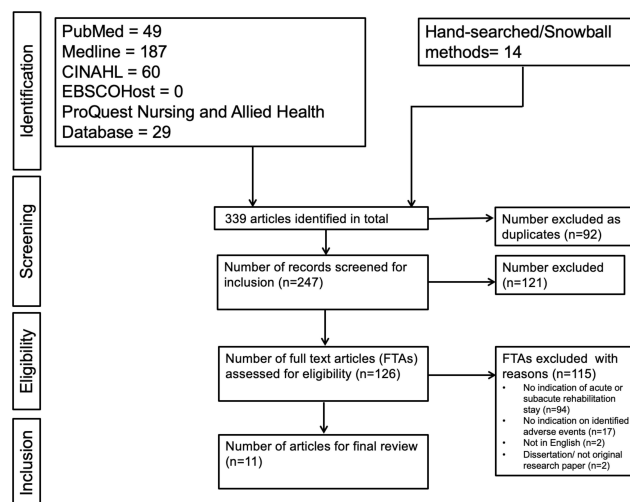 Identification
PubMed = 49
Medline = 187
CINAHL = 60
EBSCOHost = 0
ProQuest Nursing and Allied Health
Database = 29
Hand-searched/Snowball
methods= 14
Screening
339 articles identified in total
Number excluded as
duplicates (n=92)
Number of records screened for
inclusion (n=247)
Number excluded
(n=121)
Eligibility
Number of full text articles (FTAs)
assessed for eligibility (n=126)
FTAs excluded with
reasons (n=115)
• No indication of acute or
subacute rehabilitation
stay (n=94)
• No indication on identified
adverse events (n=17)
• Not in English (n=2)
• Dissertation/ not original
research paper (n=2)
Inclusion
Number of articles for final review
(n=11)